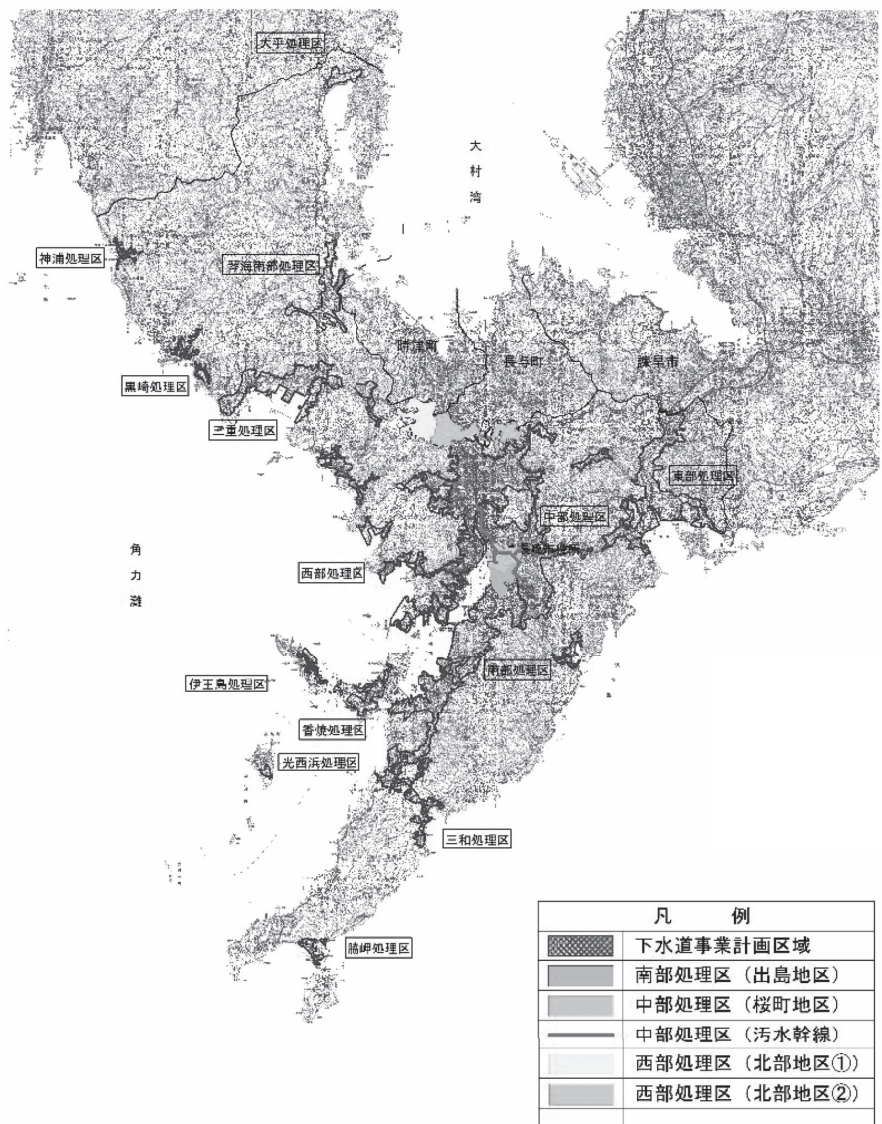 大平処理区
大村湾
神浦処理区
琴海南部処理区
時津町
長与町
諫早市
黒崎処理区
三重処理区
東部処理区
中部処理区
角力灘
西部処理区
南部処理区
伊王島処理区
香焼処理区
光西浜処理区
三和処理区
脇岬処理区
凡　例
下水道事業計画区域
南部処理区（出島地区）
中部処理区（桜町地区）
中部処理区（汚水幹線）
西部処理区（北部地区①）
西部処理区（北部地区②）